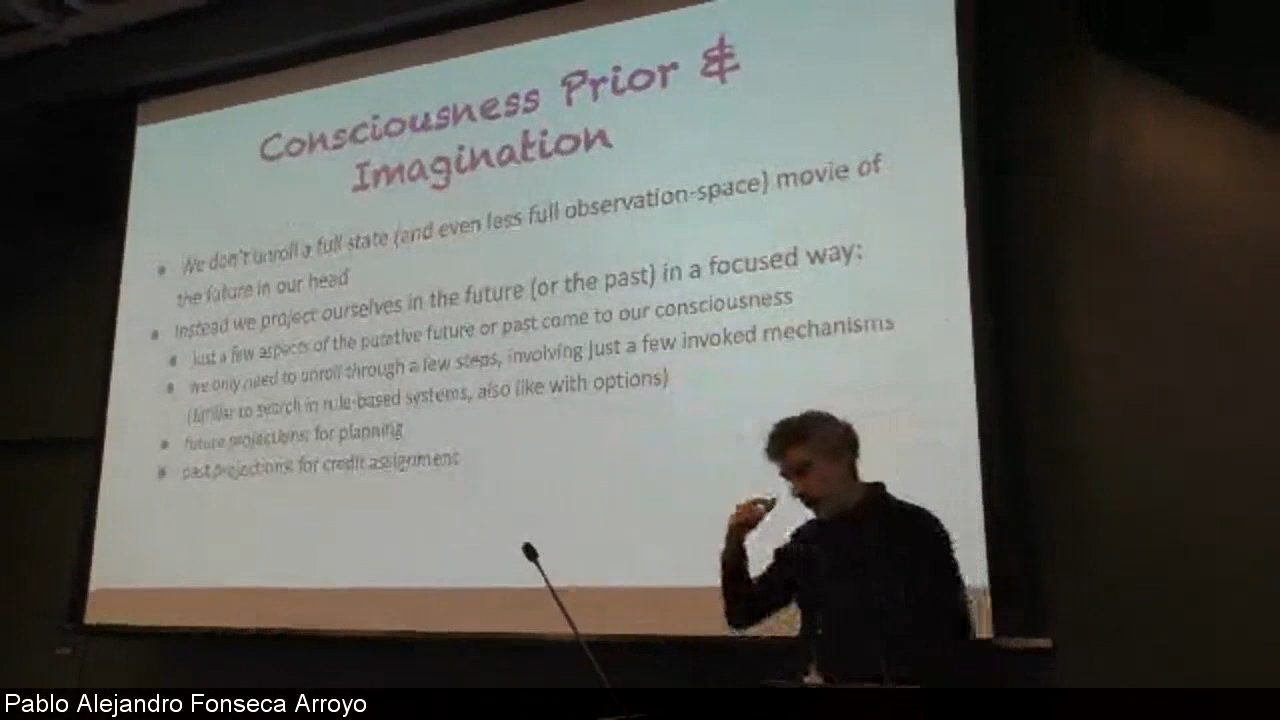 Consciousness Prior &
Imagination
• We don't unroll a full state (and even less full observation-space) movie of
the future in our head
• Instead we project ourselves in the future (or the past) in a focused way:
• Just a few aspects of the putative future or past come to our consciousness
• we only need to unroll through a few steps, involving just a few invoked mechanisms
(similar to search in rule-based systems, also like with options)
• future projections: for planning
• past projections: for credit assignment
Pablo Alejandro Fonseca Arroyo